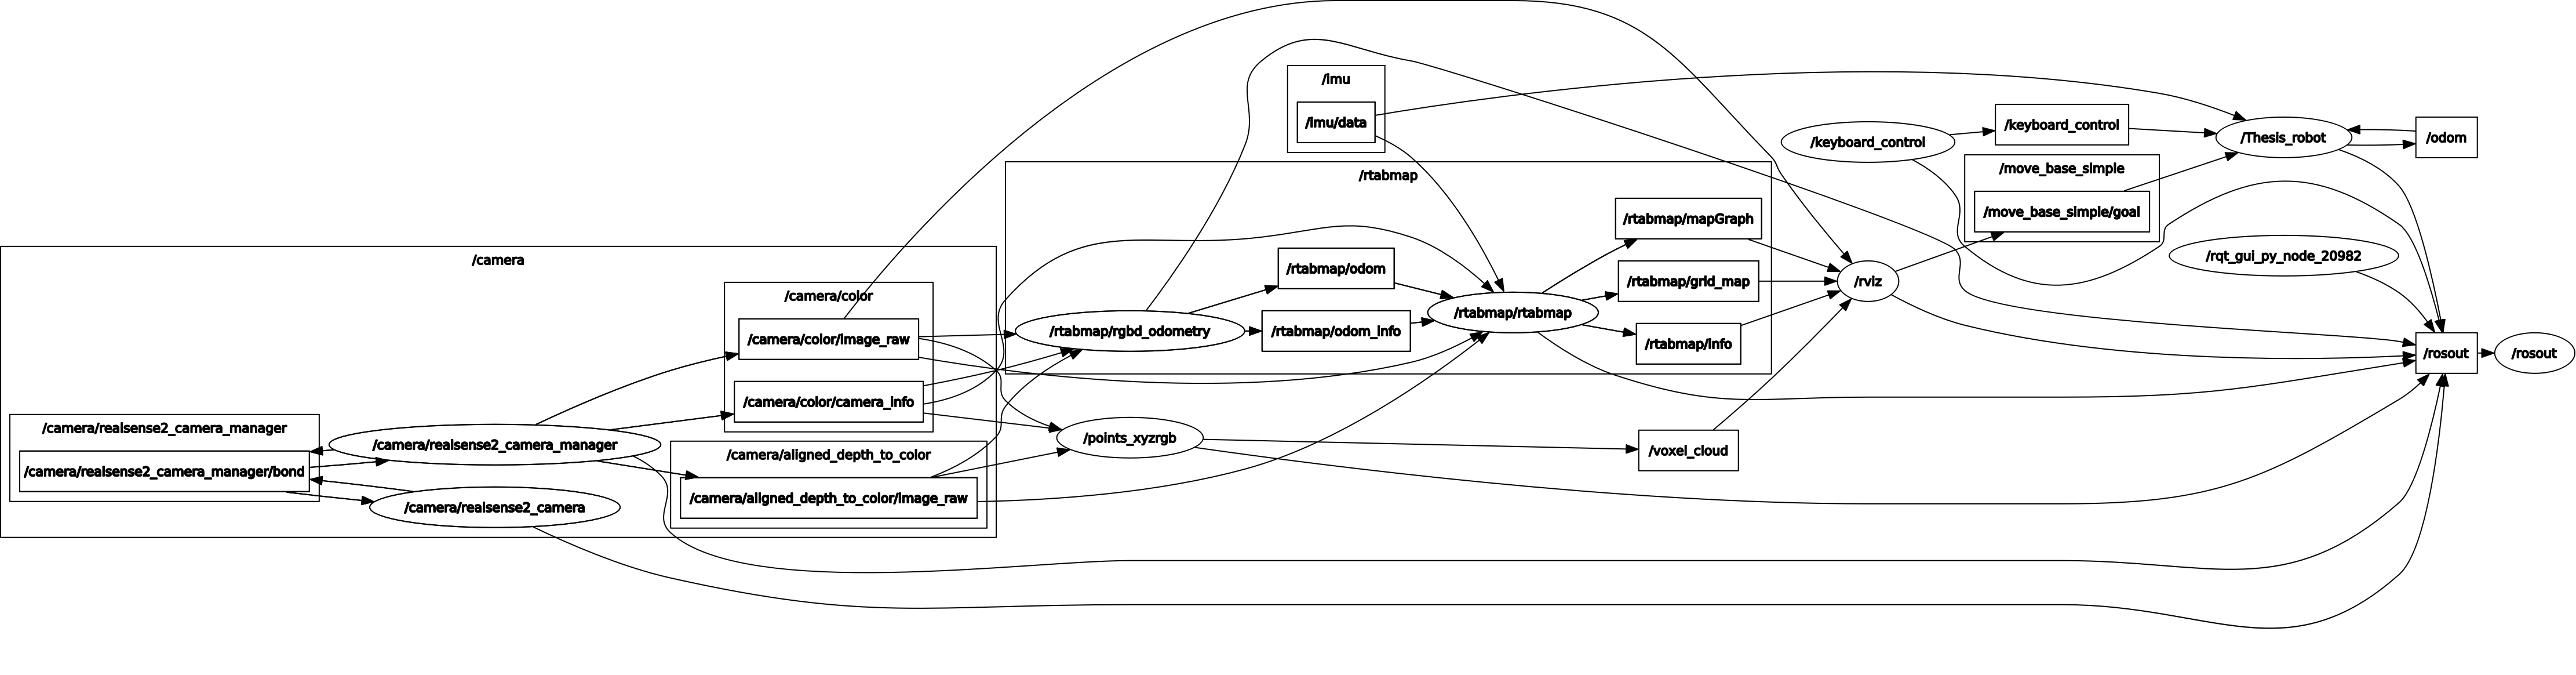 /imu
/imu/data
/keyboard_control
/keyboard_control
/Thesis_robot
/odom
/move_base_simple
/move_base_simple/goal
/rtabmap
/rtabmap/mapGraph
/rtabmap/odom
/rtabmap/grid_map
/rtabmap/rgbd_odometry
/rtabmap/odom_info
/rtabmap/rtabmap
/rtabmap/info
/rviz
/rqt_gui_py_node_20982
/rosout
/rosout
/camera
/camera/color
/camera/color/image_raw
/camera/color/camera_info
/camera/realsense2_camera_manager
/camera/realsense2_camera_manager
/camera/realsense2_camera_manager/bond
/camera/realsense2_camera
/camera/aligned_depth_to_color
/camera/aligned_depth_to_color/image_raw
/points_xyzrgb
/voxel_cloud